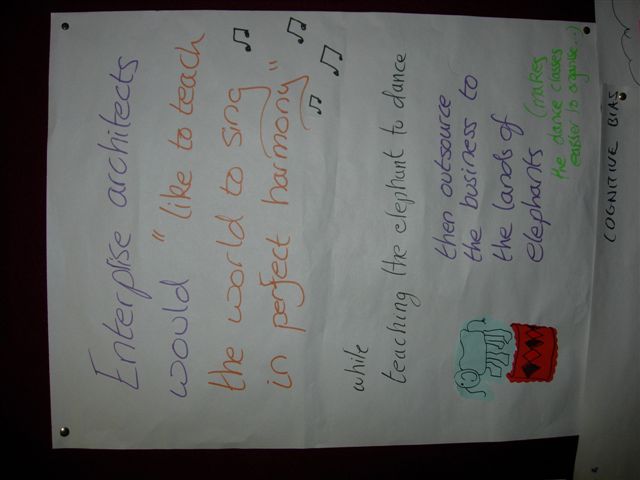 Enterprise architects
would "like to teach
the world to sing
in perfect harmony"
while
teaching the elephant to dance
then outsource
the business to
the lands of
elephants
(makes
the dance classes
easier to organise...)
COGNITIVE BIAS